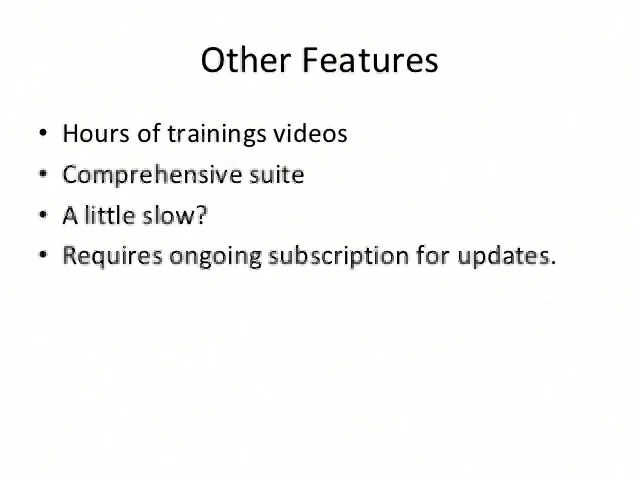 Other Features
• Hours of trainings videos
• Comprehensive suite
• A little slow?
• Requires ongoing subscription for updates.